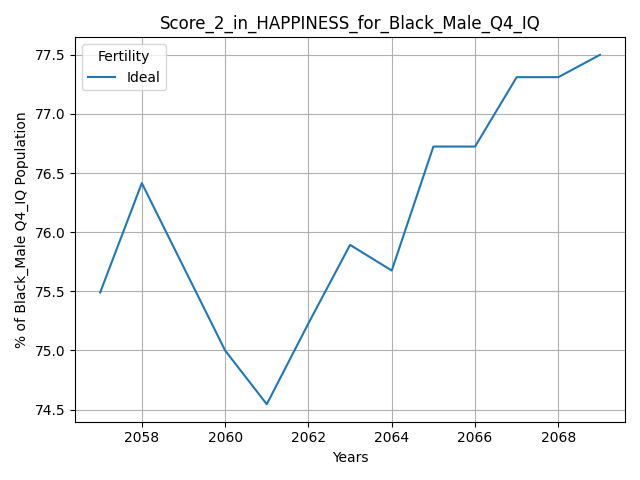 Score_2_in_HAPPINESS_for_Black_Male_Q4_IQ
Fertility
Ideal
% of Black_Male Q4_IQ Population
77.5
77.0
76.5
76.0
75.5
75.0
74.5
2058 2060 2062 2064 2066 2068
Years